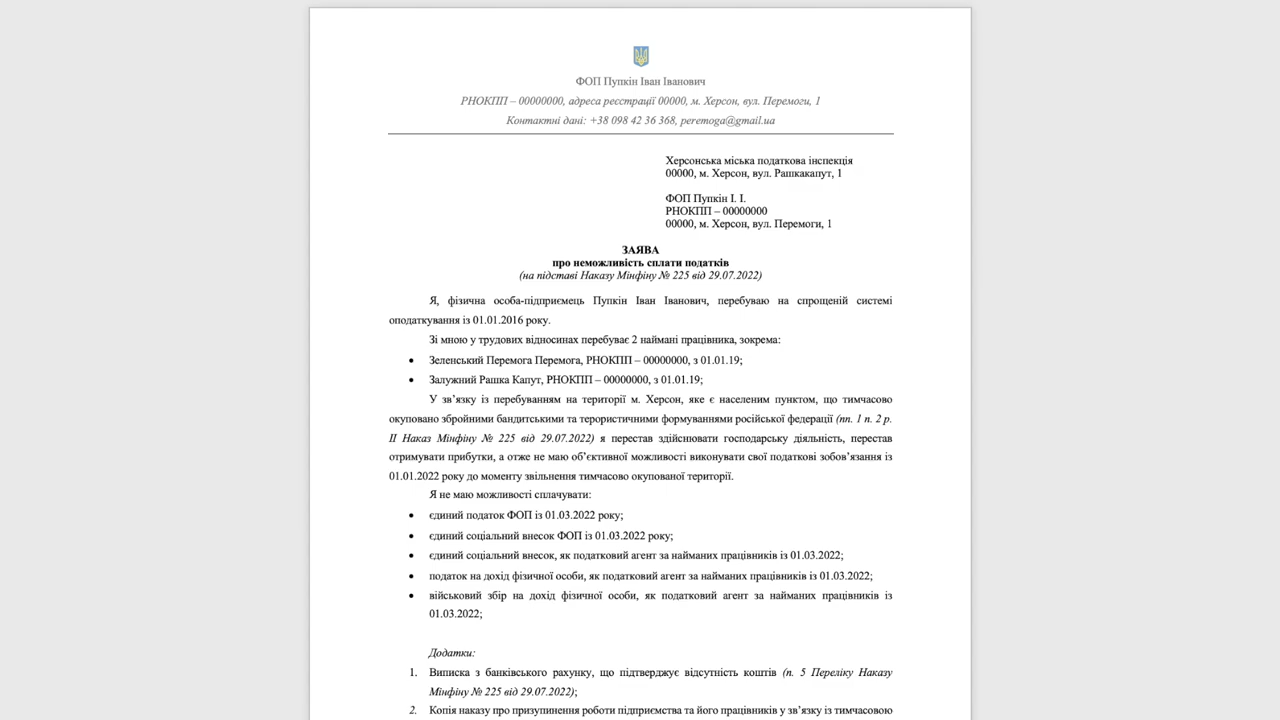 ФОП Пупкін Іван Іванович
РНОКПП – 00000000, адреса реєстрації 00000, м. Херсон, вул. Перемоги, 1
Контактні дані: +38 098 42 36 368, peremoga@gmail.ua
Херсонська міська податкова інспекція
00000, м. Херсон, вул. Рашкакапут, 1
ФОП Пупкін І. І.
РНОКПП – 00000000
00000, м. Херсон, вул. Перемоги, 1
ЗАЯВА
про неможливість сплати податків
(на підставі Наказу Мінфіну № 225 від 29.07.2022)
Я, фізична особа-підприємець Пупкін Іван Іванович, перебуваю на спрощеній системі
оподаткування із 01.01.2016 року.
Зі мною у трудових відносинах перебуває 2 наймані працівника, зокрема:
• Зеленський Перемога Перемога, РНОКПП – 00000000, з 01.01.19;
• Залужний Рашка Капут, РНОКПП – 00000000, з 01.01.19;
У зв’язку із перебуванням на території м. Херсон, яке є населеним пунктом, що тимчасово
окуповано збройними бандитськими та терористичними формуваннями російської федерації (пп. 1 п. 2 р.
ІІ Наказ Мінфіну № 225 від 29.07.2022) я перестав здійснювати господарську діяльність, перестав
отримувати прибутки, а отже не маю об’єктивної можливості виконувати свої податкові зобов’язання із
01.01.2022 року до моменту звільнення тимчасово окупованої території.
Я не маю можливості сплачувати:
• єдиний податок ФОП із 01.03.2022 року;
• єдиний соціальний внесок ФОП із 01.03.2022 року;
• єдиний соціальний внесок, як податковий агент за найманих працівників із 01.03.2022;
• податок на дохід фізичної особи, як податковий агент за найманих працівників із 01.03.2022;
• військовий збір на дохід фізичної особи, як податковий агент за найманих працівників із
01.03.2022;
Додатки:
1. Виписка з банківського рахунку, що підтверджує відсутність коштів (п. 5 Переліку Наказу
Мінфіну № 225 від 29.07.2022);
2. Копія наказу про призупинення роботи підприємства та його працівників у зв’язку із тимчасовою